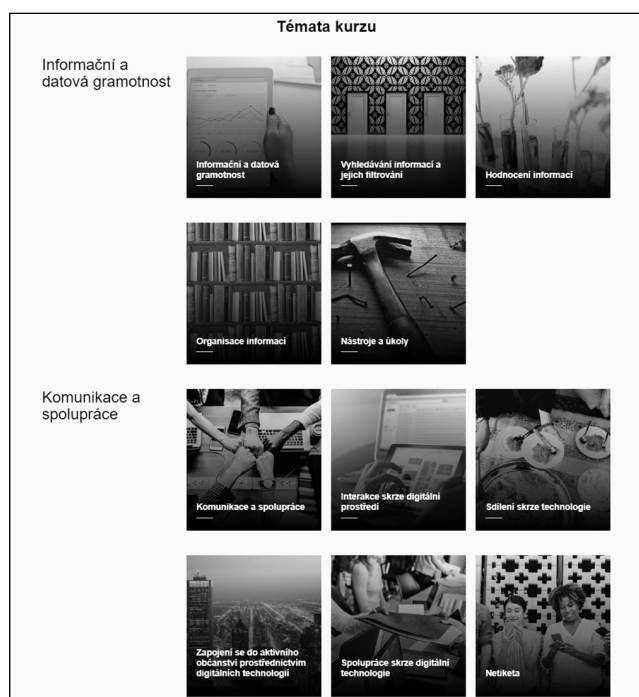 Témata kurzu
Informační a
datová gramotnost
Informační a datová
gramotnost
Vyhledávání informací a
jejich filtrování
Hodnocení informací
Organisace informací
Nástroje a úkoly
Komunikace a
spolupráce
Komunikace a spolupráce
Interakce skrze digitální
prostředí
Sdílení skrze technologie
Zapojení se do aktivního
občanství prostřednictvím
digitálních technologií
Spolupráce skrze digitální
technologie
Netiketa